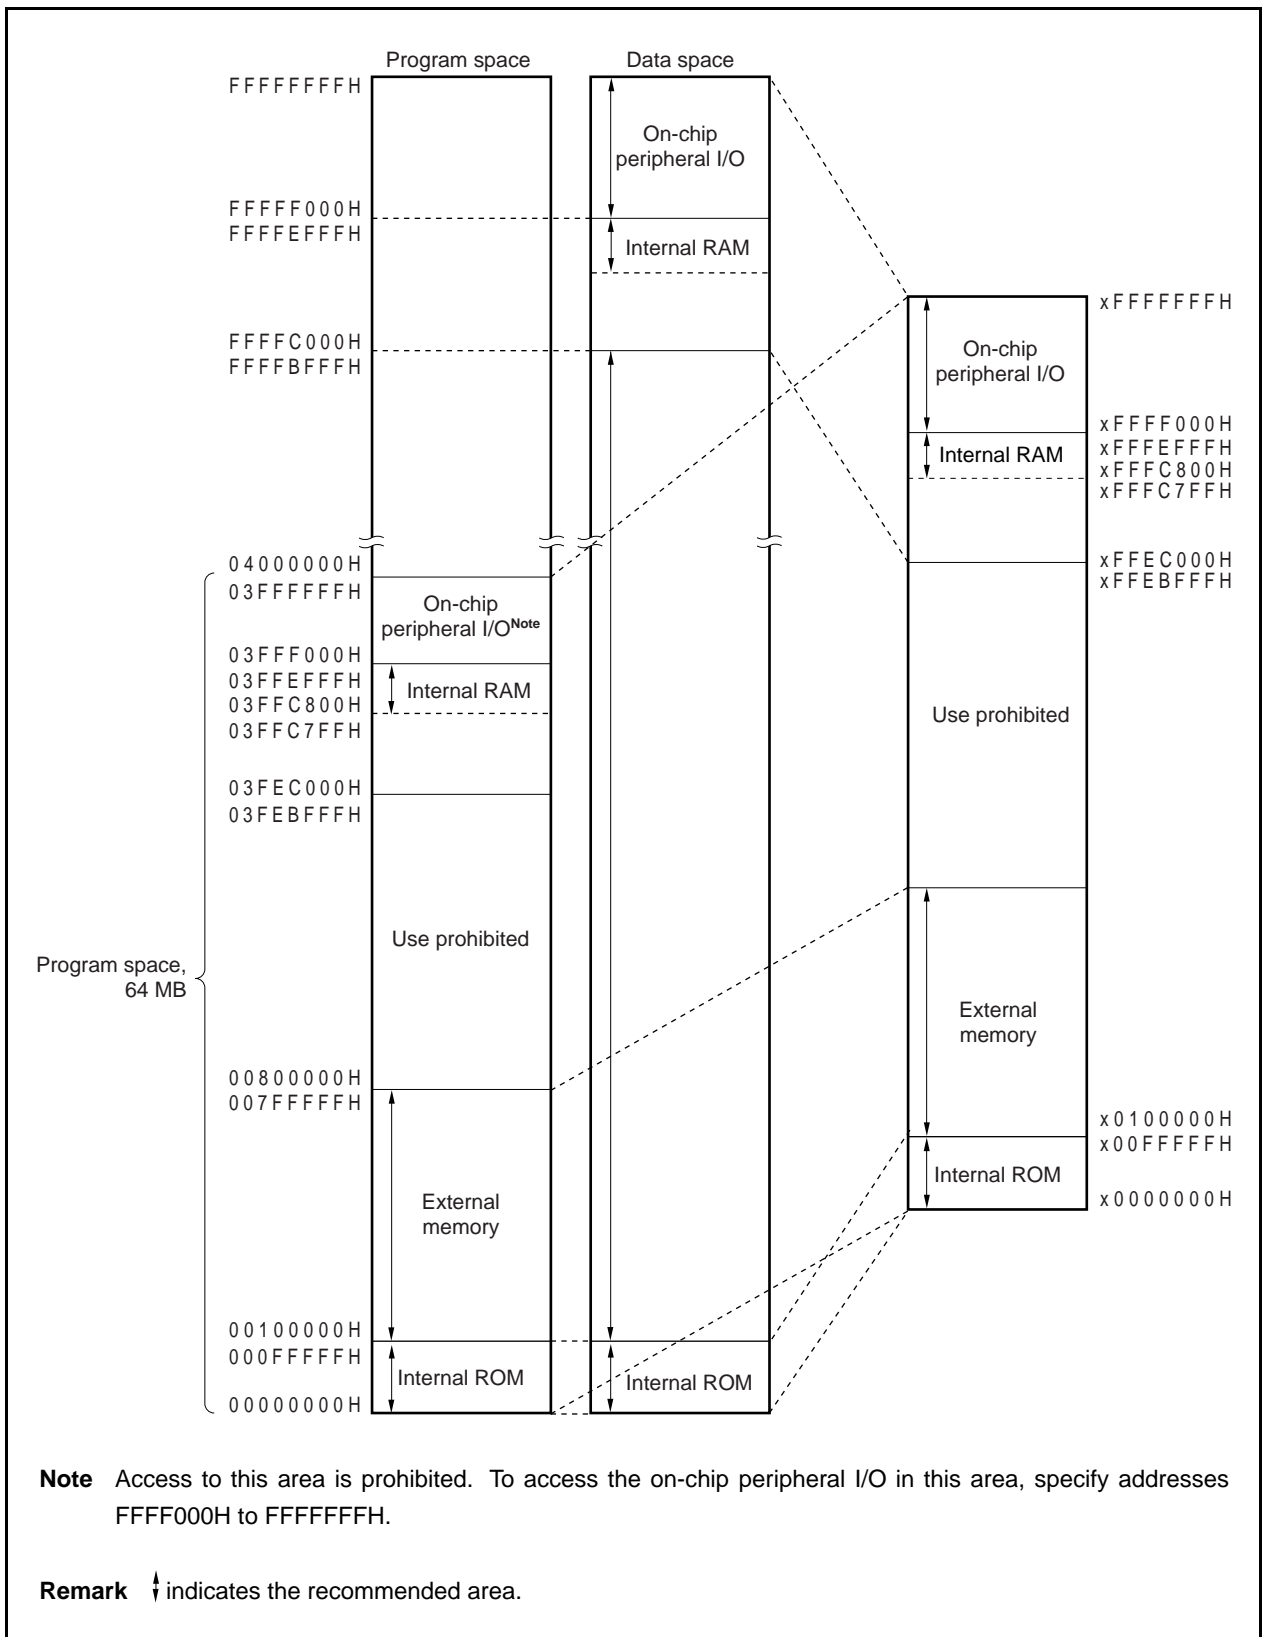 Program space
Data space
FFFFFFFFH
On-chip
peripheral I/O
FFFFF000H
FFFFEFFFH
Internal RAM
FFFFC000H
FFFFBFFFH
xFFFFFFFH
On-chip
peripheral I/O
xFFFF000H
Internal RAM
xFFFEFFFH
xFFFC800H
xFFFC7FFH
xFFEC000H
xFFEBFFFH
04000000H
03FFFFFFH
On-chip
peripheral I/ONote
03FFF000H
03FFEFFFH
Internal RAM
03FFC800H
03FFC7FFH
03FEC000H
03FEBFFFH
Use prohibited
Use prohibited
Program space,
64 MB
External
memory
00800000H
007FFFFFH
x0100000H
x00FFFFFH
Internal ROM
x0000000H
External
memory
00100000H
000FFFFFH
Internal ROM
Internal ROM
00000000H
Note Access to this area is prohibited. To access the on-chip peripheral I/O in this area, specify addresses
FFFF000H to FFFFFFFH.
Remark indicates the recommended area.